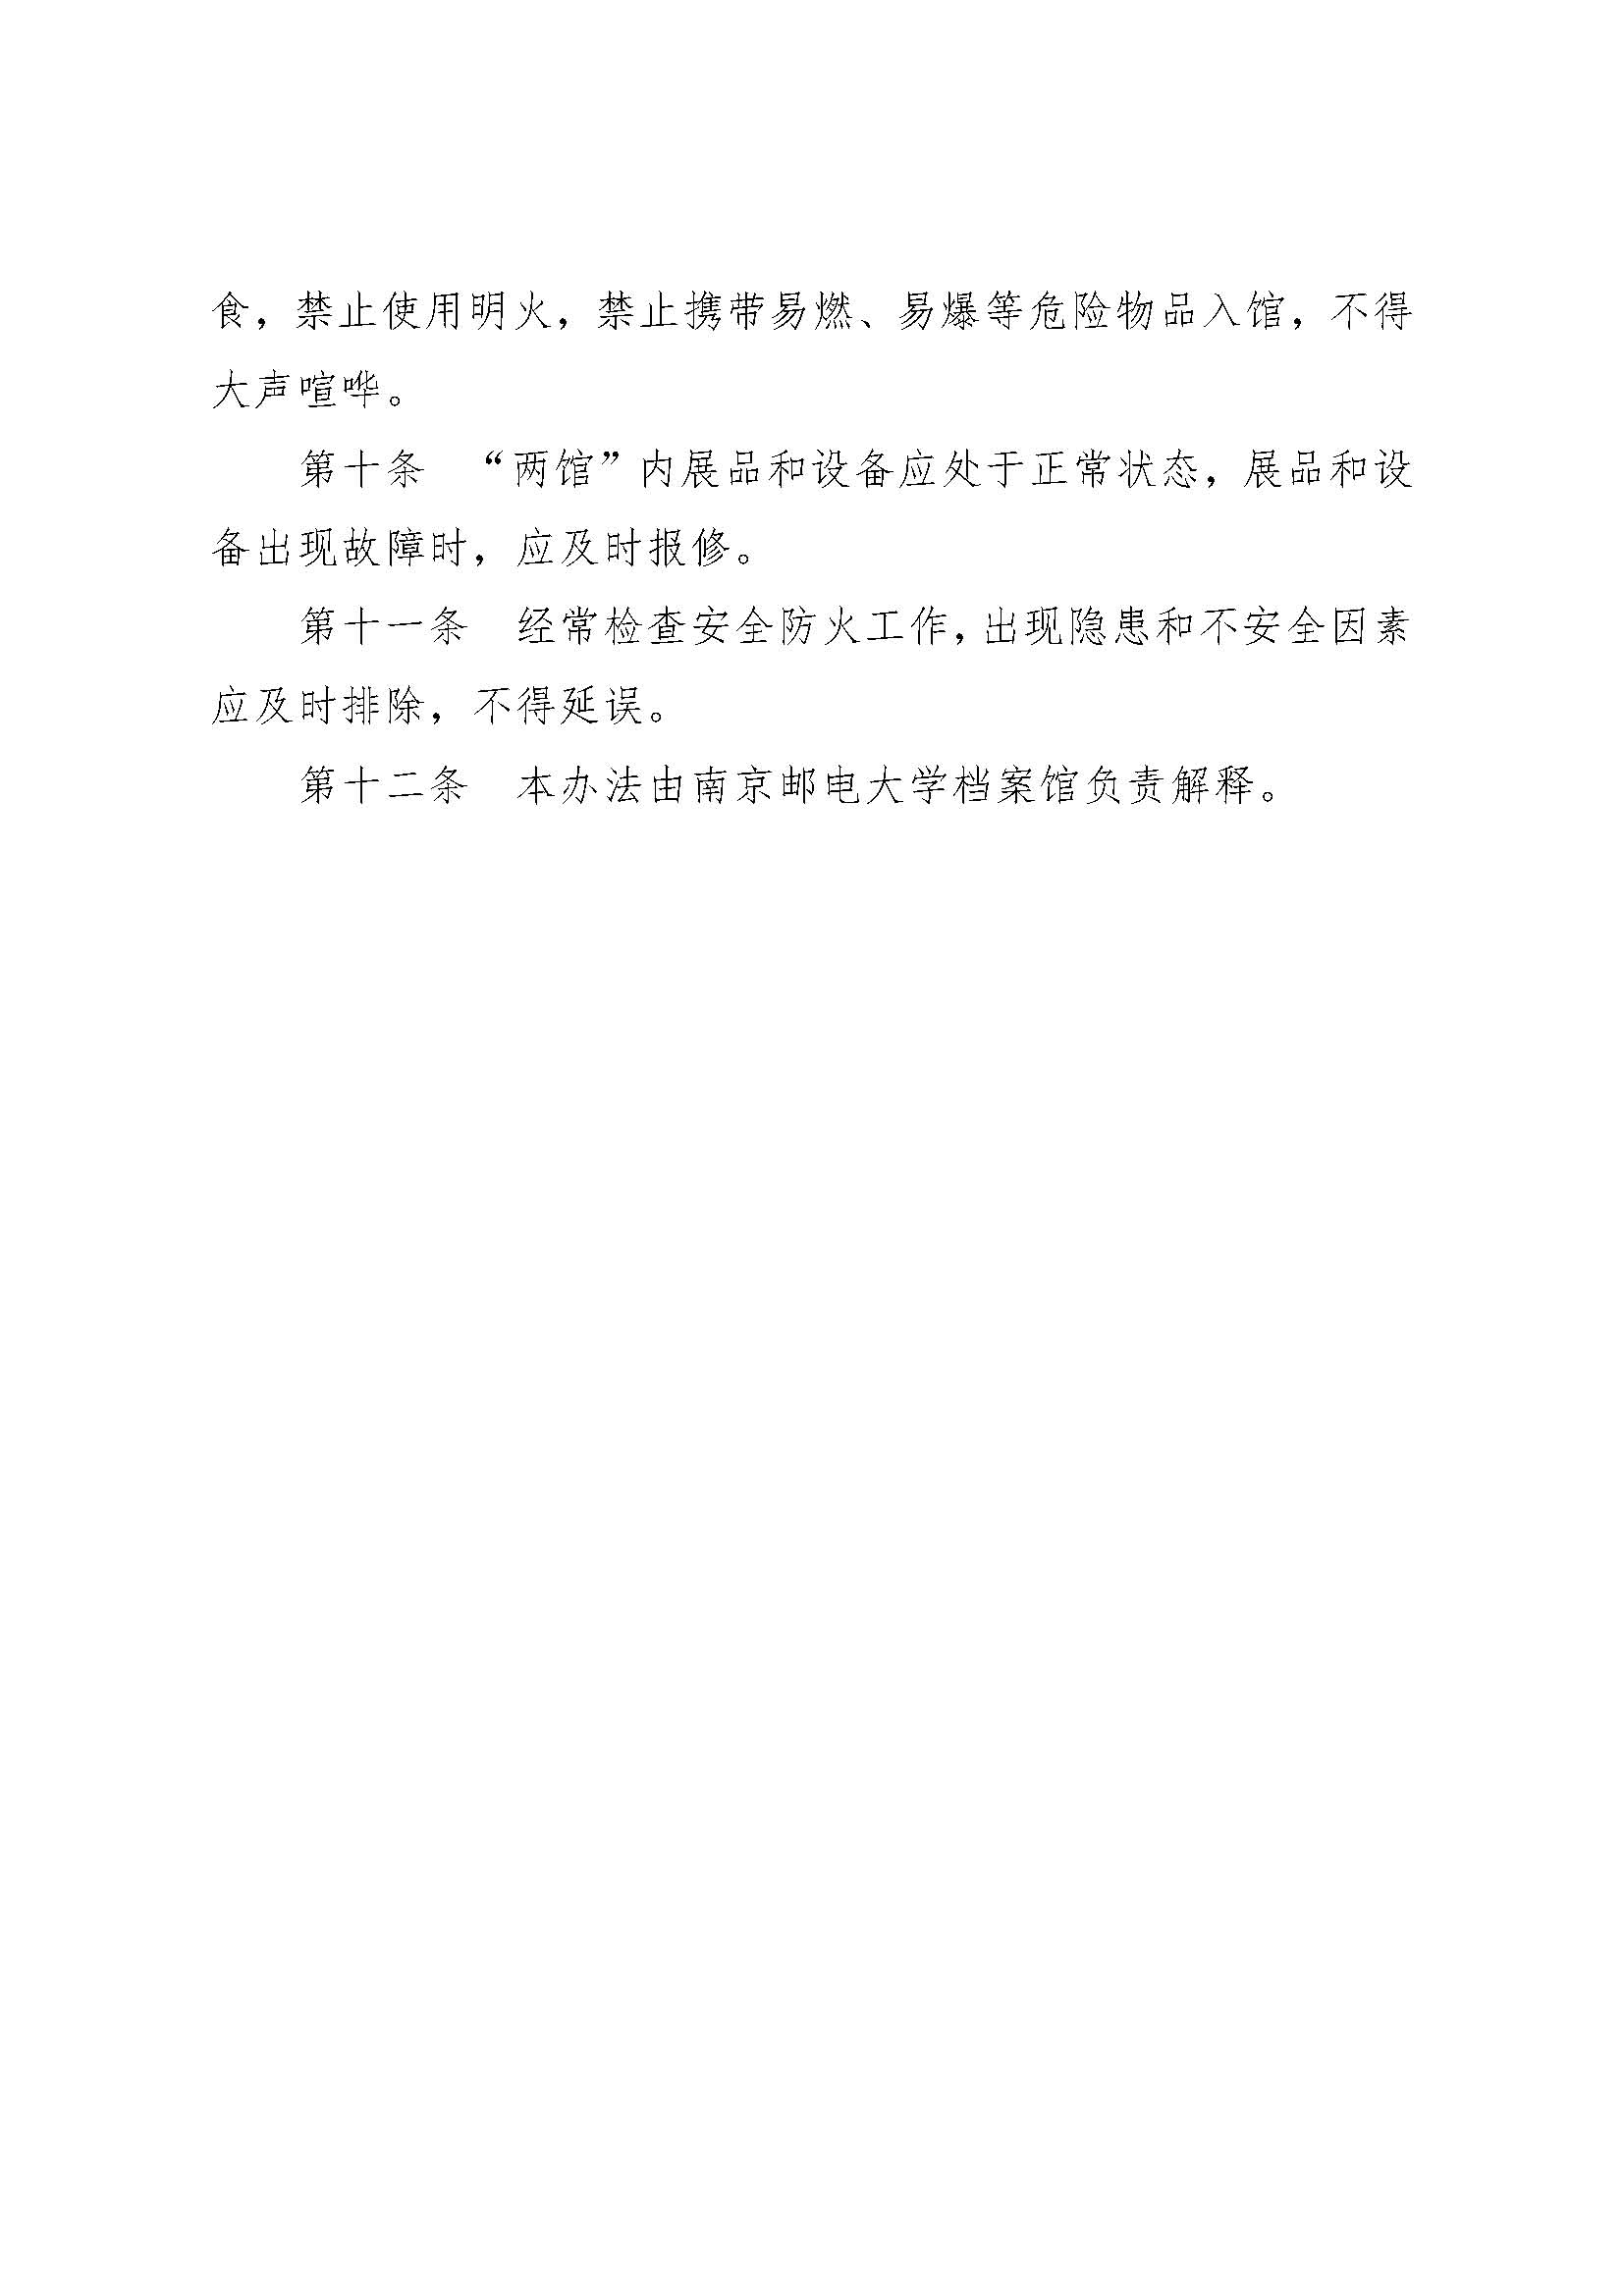 食，禁止使用明火，禁止携带易燃、易爆等危险物品入馆，不得
大声喧哗。
第十条　“两馆”内展品和设备应处于正常状态，展品和设
备出现故障时，应及时报修。
第十一条　经常检查安全防火工作，出现隐患和不安全因素
应及时排除，不得延误。
第十二条　本办法由南京邮电大学档案馆负责解释。